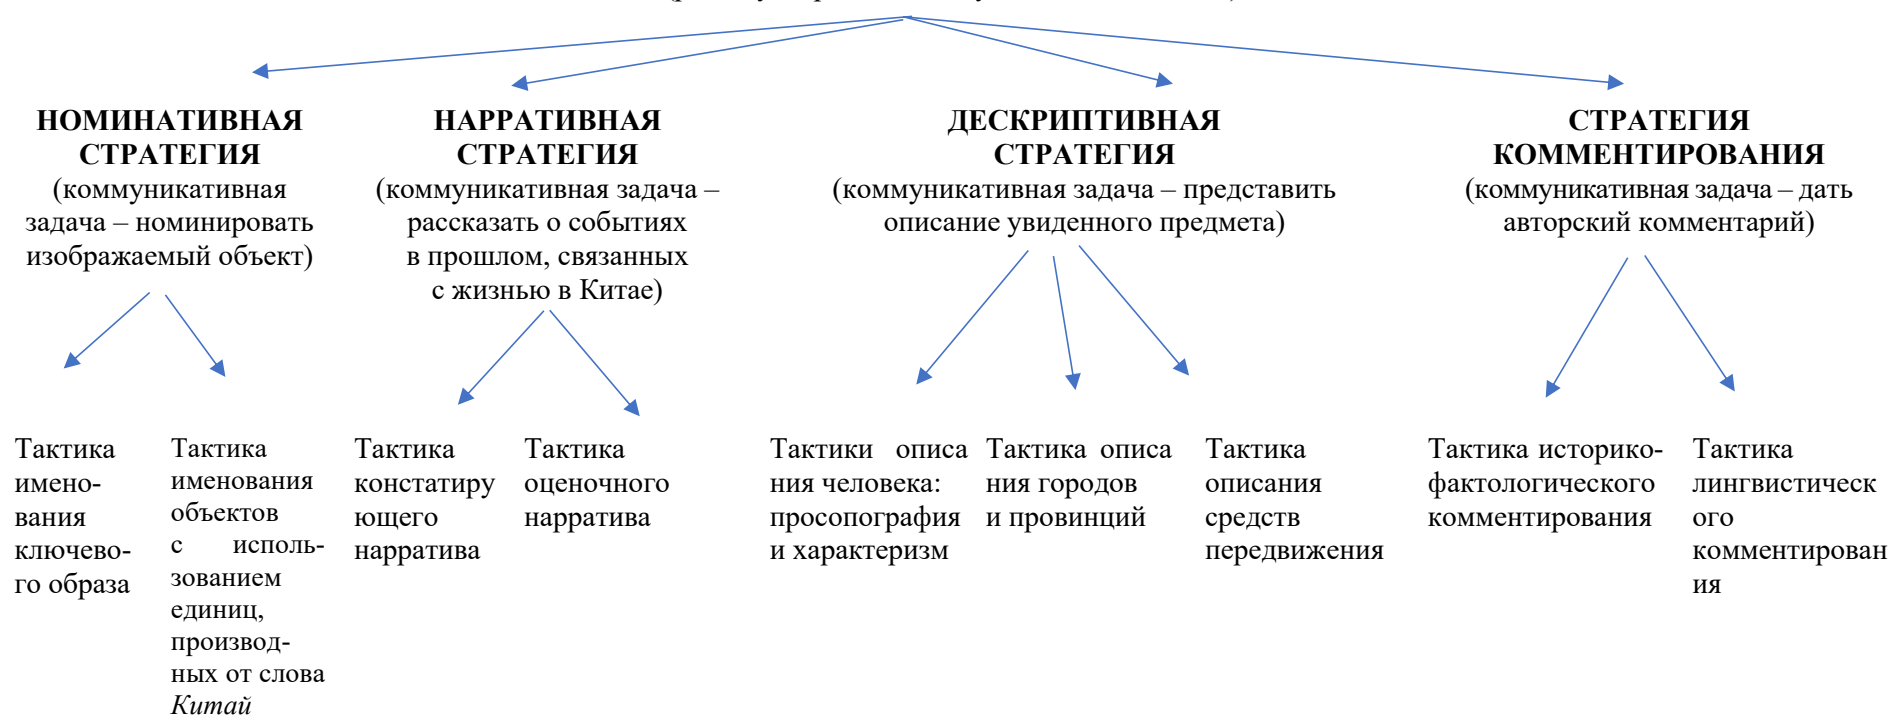 НОМИНАТИВНАЯ
СТРАТЕГИЯ
(коммуникативная
задача – номинировать
изображаемый объект)
НАРРАТИВНАЯ
СТРАТЕГИЯ
(коммуникативная задача –
рассказать о событиях
в прошлом, связанных
с жизнью в Китае)
ДЕСКРИПТИВНАЯ
СТРАТЕГИЯ
(коммуникативная задача – представить
описание увиденного предмета)
СТРАТЕГИЯ
КОММЕНТИРОВАНИЯ
(коммуникативная задача – дать
авторский комментарий)
Тактика
имено-
вания
ключево-
го образа
Тактика
именования
объектов
с исполь-
зованием
единиц,
производ-
ных от слова
Китай
Тактика
констатиру
ющего
нарратива
Тактика
оценочного
нарратива
Тактики описа
ния человека:
просопография
и характеризм
Тактика описа
ния городов
и провинций
Тактика
описания
средств
передвижения
Тактика историко-
фактологического
комментирования
Тактика
лингвистическ
ого
комментирован
ия